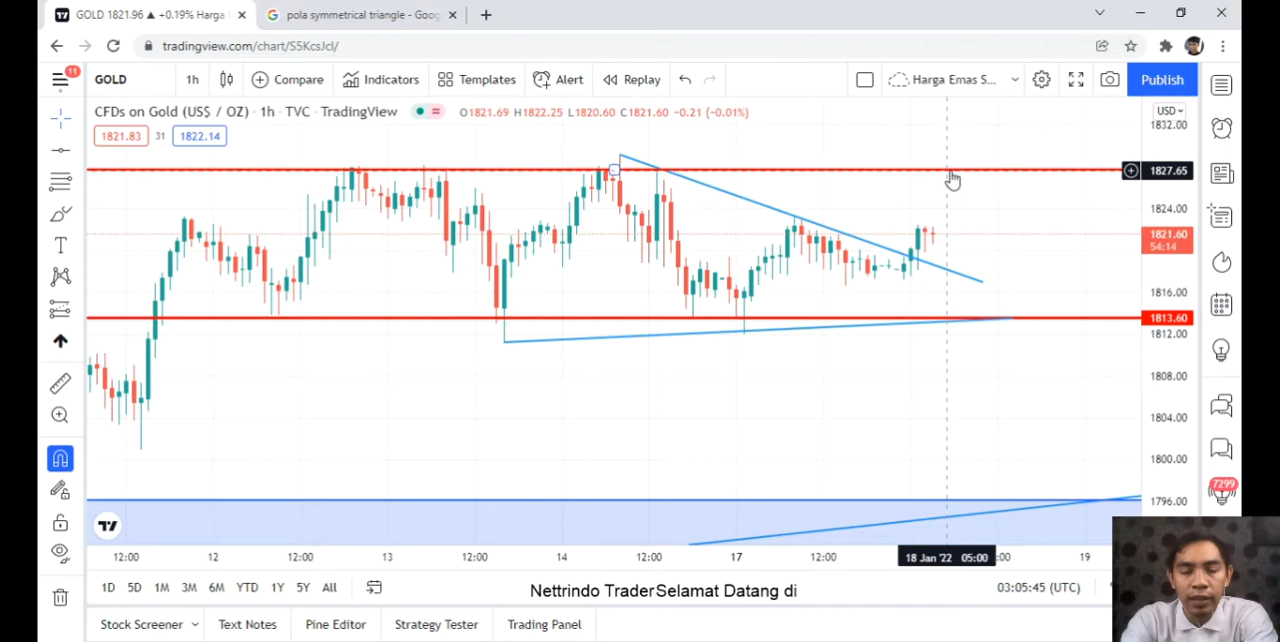 GOLD 1821.96 ▲ +0.19% Harga
pola symmetrical triangle - Goog
tradingview.com/chart/S5KcsJcl/
11
GOLD
1h
Compare
Indicators
Templates
Alert
Replay
Harga Emas S...
Publish
CFDs on Gold (US$ / OZ) · 1h · TVC · TradingView
O1821.69 H1822.25 L1820.60 C1821.60 -0.21 (-0.01%)
USD
1821.83
31
1822.14
1832.00
1827.65
1824.00
1821.60
54:14
1816.00
1813.60
1812.00
1808.00
1804.00
1800.00
1796.00
7299
12:00
12
12:00
13
12:00
14
12:00
17
12:00
18 Jan '22 05:00
:00
19
1D
5D
1M
3M
6M
YTD
1Y
5Y
All
Nettrindo TraderSelamat Datang di
03:05:45 (UTC)
Stock Screener
Text Notes
Pine Editor
Strategy Tester
Trading Panel